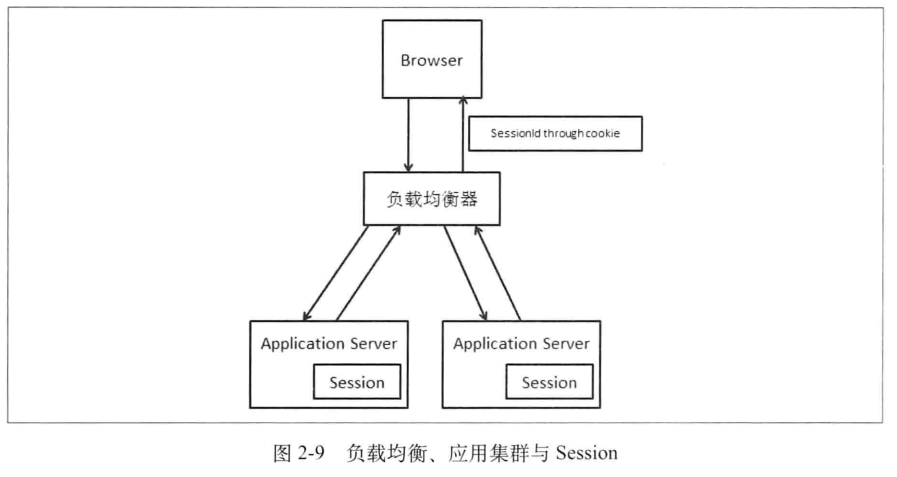 Browser
SessionId through cookie
负载均衡器
Application Server
Session
Application Server
Session
图 2-9 负载均衡、应用集群与 Session